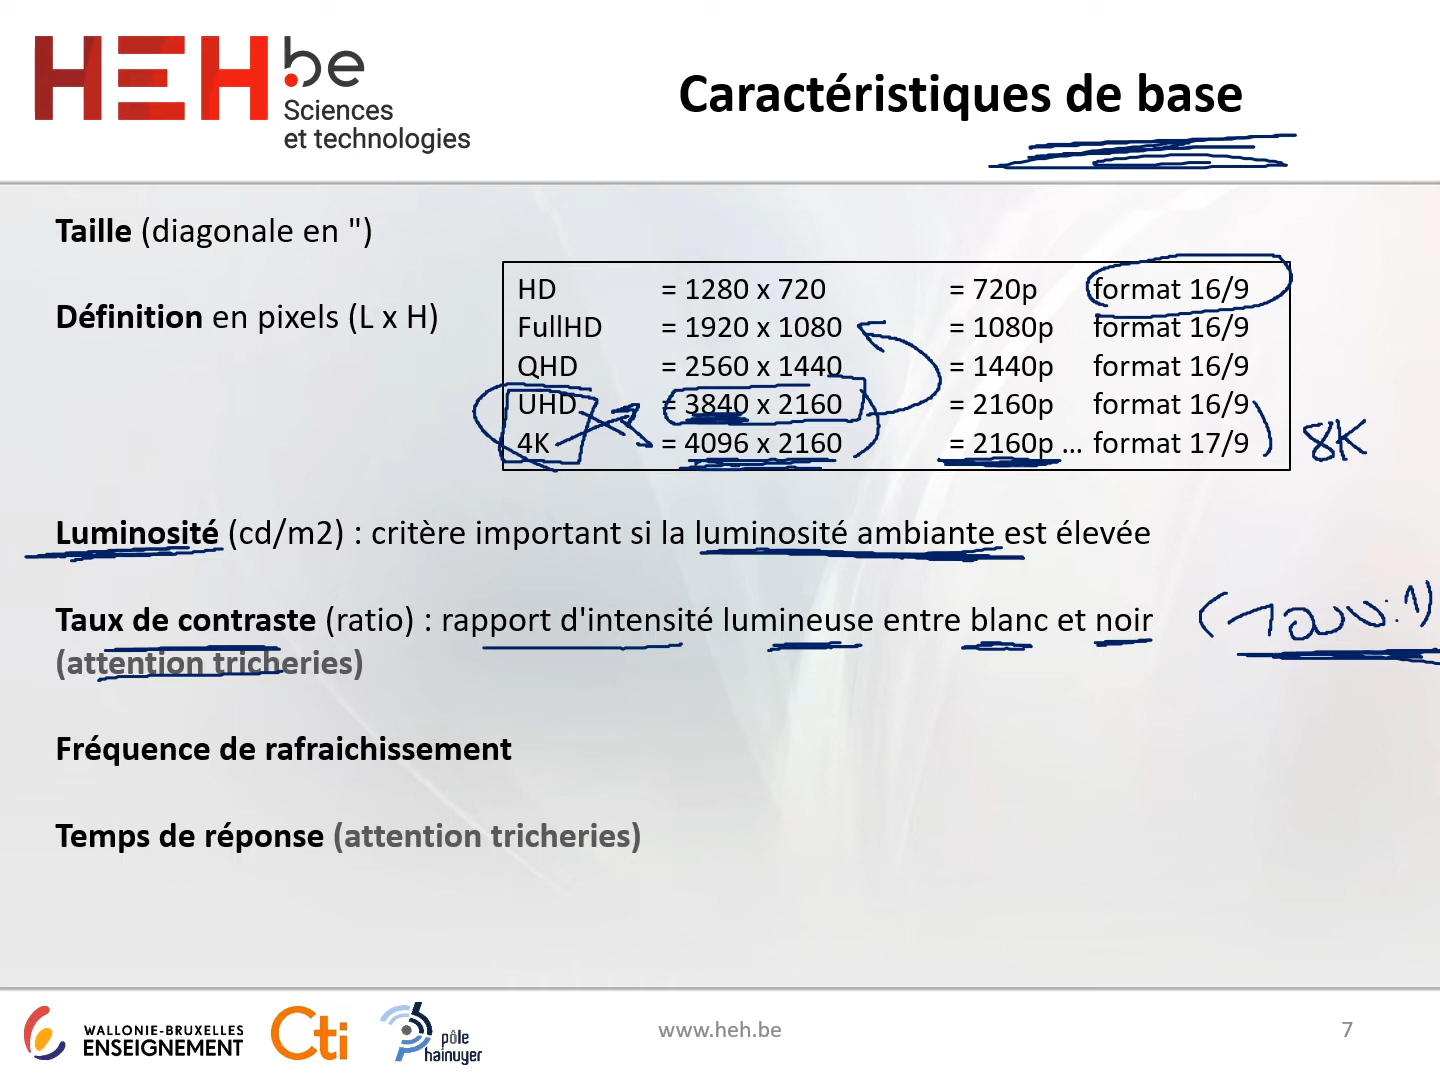 HEH.be
Sciences
et technologies
Caractéristiques de base
Taille (diagonale en ")
Définition en pixels (L x H)
HD = 1280 x 720 = 720p format 16/9
FullHD = 1920 x 1080 = 1080p format 16/9
QHD = 2560 x 1440 = 1440p format 16/9
UHD = 3840 x 2160 = 2160p format 16/9
4K = 4096 x 2160 = 2160p ... format 17/9
8K
Luminosité (cd/m2) : critère important si la luminosité ambiante est élevée
Taux de contraste (ratio) : rapport d'intensité lumineuse entre blanc et noir
(attention tricheries)
Fréquence de rafraichissement
Temps de réponse (attention tricheries)
WALLONIE-BRUXELLES
ENSEIGNEMENT
Cti
pôle
hainuyer
www.heh.be
7